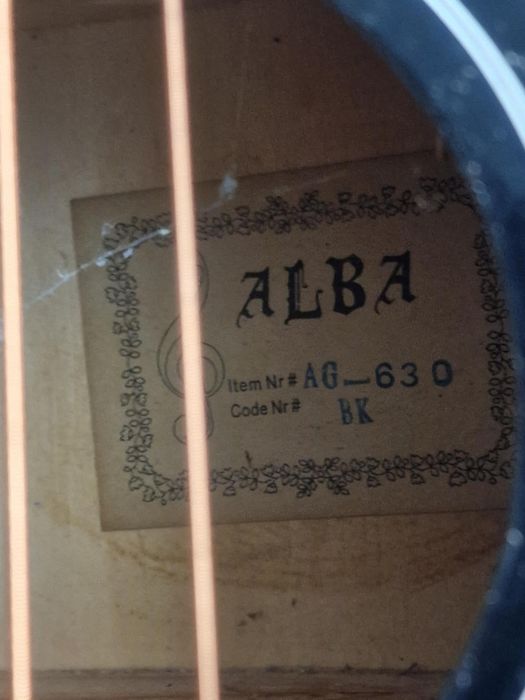 ALBA
Item Nr # AG-630
Code Nr # BK